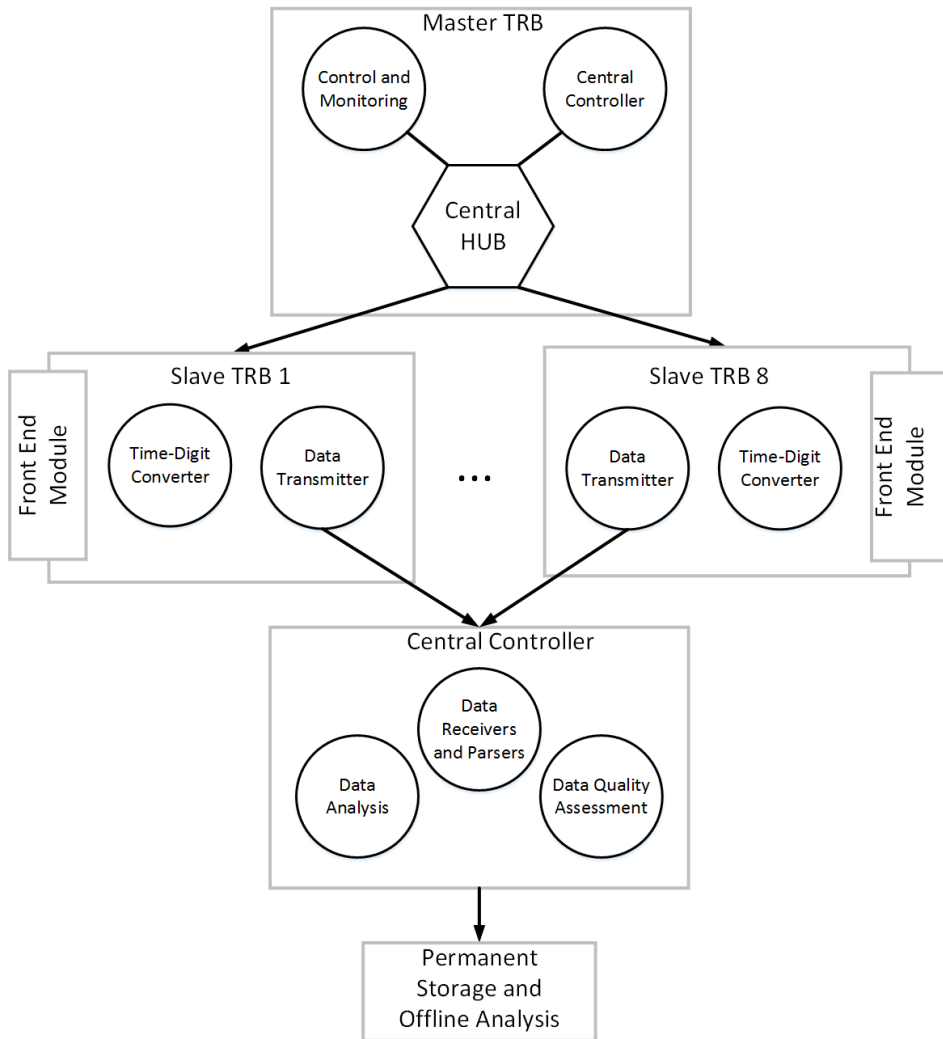 Master TRB
Control and
Monitoring
Central
Controller
Central
HUB
Slave TRB 1
Front End
Module
Time-Digit
Converter
Data
Transmitter
...
Slave TRB 8
Data
Transmitter
Time-Digit
Converter
Front End
Module
Central Controller
Data
Receivers
and Parsers
Data
Analysis
Data Quality
Assessment
Permanent
Storage and
Offline Analysis